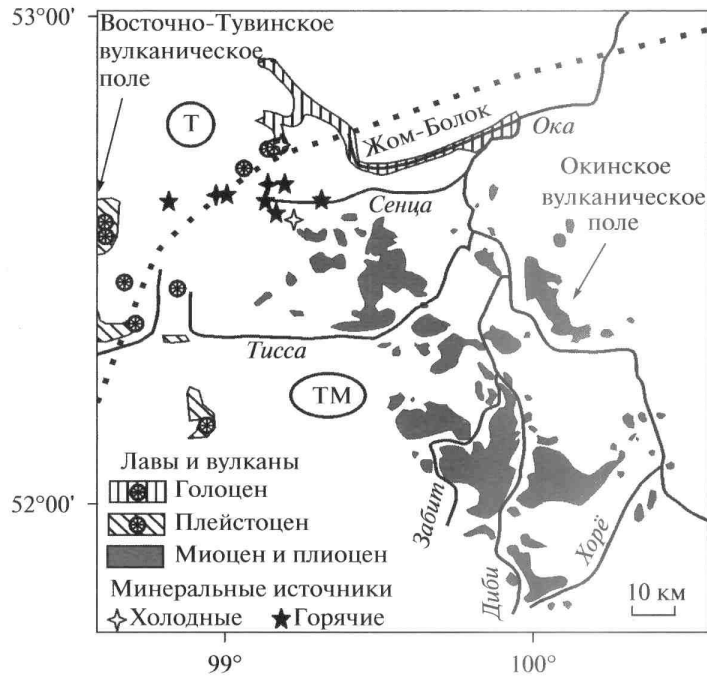 53°00'
Восточно-Тувинское
вулканическое
поле
Т
Жом-Болок
Ока
Окинское
вулканическое
поле
Сенца
Тисса
ТМ
52°00'
Лавы и вулканы
Голоцен
Плейстоцен
Миоцен и плиоцен
Минеральные источники
Холодные
Горячие
Забит
Диби
Хорё
10 км
99°
100°